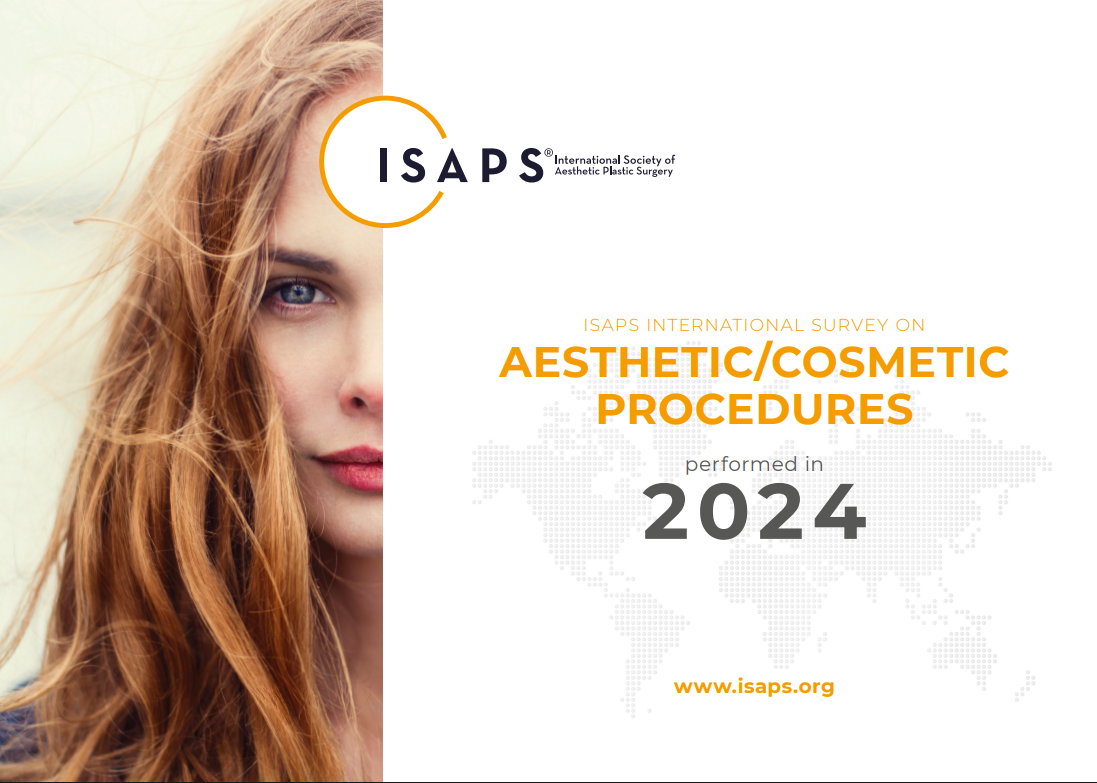 ISAPS® International Society of
Aesthetic Plastic Surgery
ISAPS INTERNATIONAL SURVEY ON
AESTHETIC/COSMETIC
PROCEDURES
performed in
2024
www.isaps.org